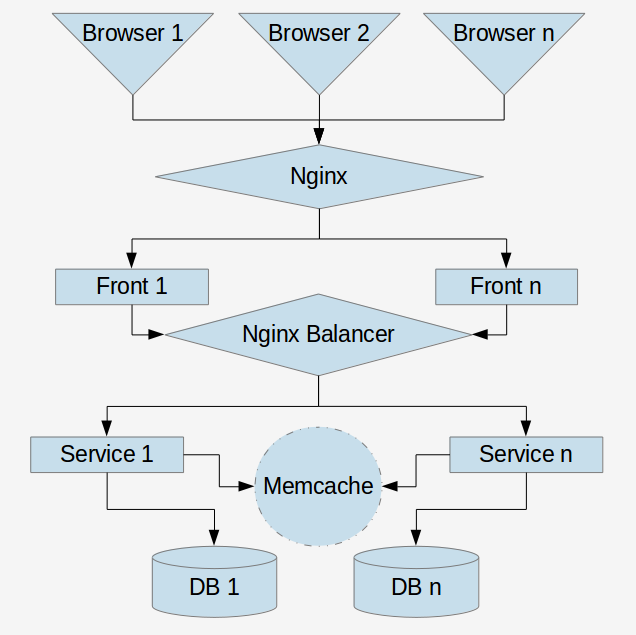 Browser 1
Browser 2
Browser n
Nginx
Front 1
Front n
Nginx Balancer
Service 1
Service n
Memcache
DB 1
DB n